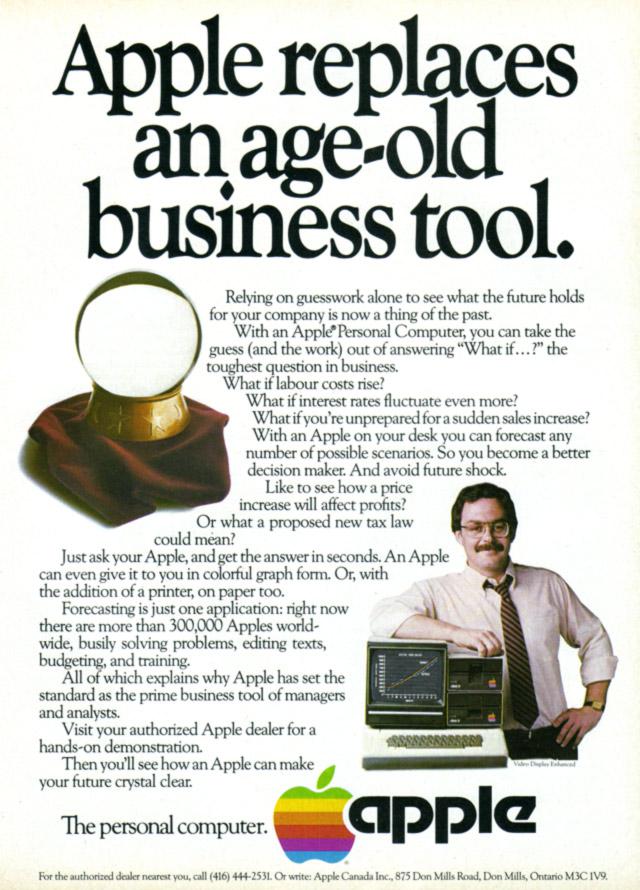 Apple replaces
an age-old
business tool.
Relying on guesswork alone to see what the future holds
for your company is now a thing of the past.
With an Apple® Personal Computer, you can take the
guess (and the work) out of answering “What if...?” the
toughest question in business.
What if labour costs rise?
What if interest rates fluctuate even more?
What if you're unprepared for a sudden sales increase?
With an Apple on your desk you can forecast any
number of possible scenarios. So you become a better
decision maker. And avoid future shock.
Like to see how a price
increase will affect profits?
Or what a proposed new tax law
could mean?
Just ask your Apple, and get the answer in seconds. An Apple
can even give it to you in colorful graph form. Or, with
the addition of a printer, on paper too.
Forecasting is just one application: right now
there are more than 300,000 Apples world-
wide, busily solving problems, editing texts,
budgeting, and training.
All of which explains why Apple has set the
standard as the prime business tool of managers
and analysts.
Visit your authorized Apple dealer for a
hands-on demonstration.
Then you'll see how an Apple can make
your future crystal clear.
Video Display Enhanced
The personal computer.
apple
For the authorized dealer nearest you, call (416) 444-2531. Or write: Apple Canada Inc., 875 Don Mills Road, Don Mills, Ontario M3C 1V9.